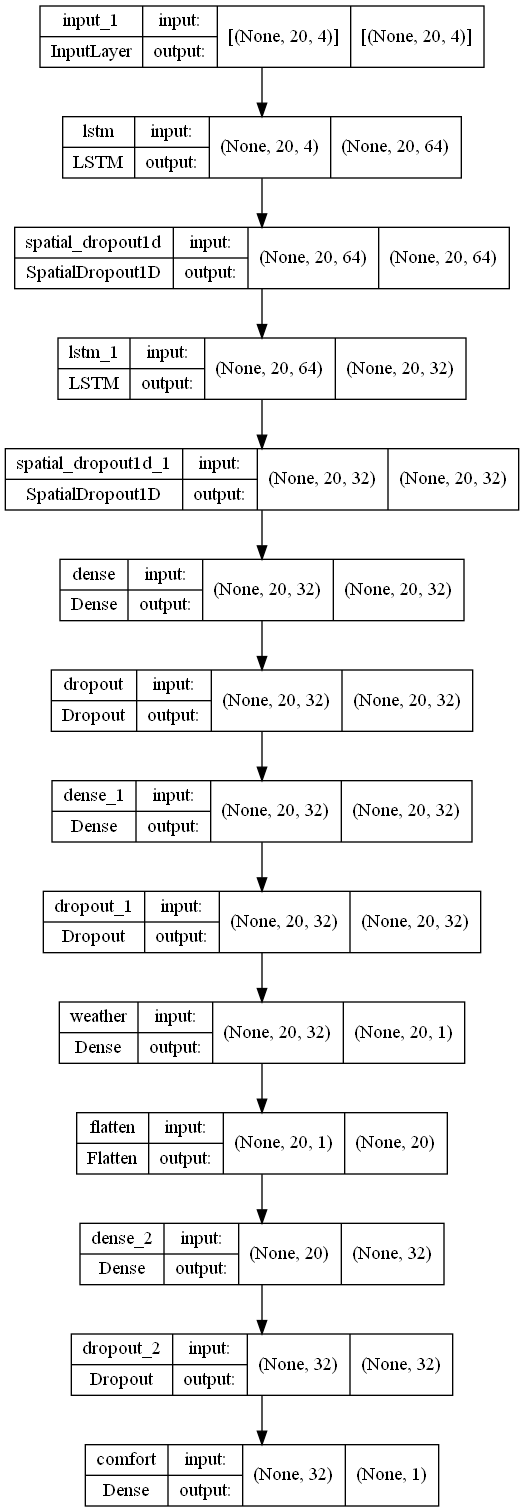 input_1 input: [(None, 20, 4)] [(None, 20, 4)]
InputLayer output:
lstm input: (None, 20, 4) (None, 20, 64)
LSTM output:
spatial_dropout1d input: (None, 20, 64) (None, 20, 64)
SpatialDropout1D output:
lstm_1 input: (None, 20, 64) (None, 20, 32)
LSTM output:
spatial_dropout1d_1 input: (None, 20, 32) (None, 20, 32)
SpatialDropout1D output:
dense input: (None, 20, 32) (None, 20, 32)
Dense output:
dropout input: (None, 20, 32) (None, 20, 32)
Dropout output:
dense_1 input: (None, 20, 32) (None, 20, 32)
Dense output:
dropout_1 input: (None, 20, 32) (None, 20, 32)
Dropout output:
weather input: (None, 20, 32) (None, 20, 1)
Dense output:
flatten input: (None, 20, 1) (None, 20)
Flatten output:
dense_2 input: (None, 20) (None, 32)
Dense output:
dropout_2 input: (None, 32) (None, 32)
Dropout output:
comfort input: (None, 32) (None, 1)
Dense output: